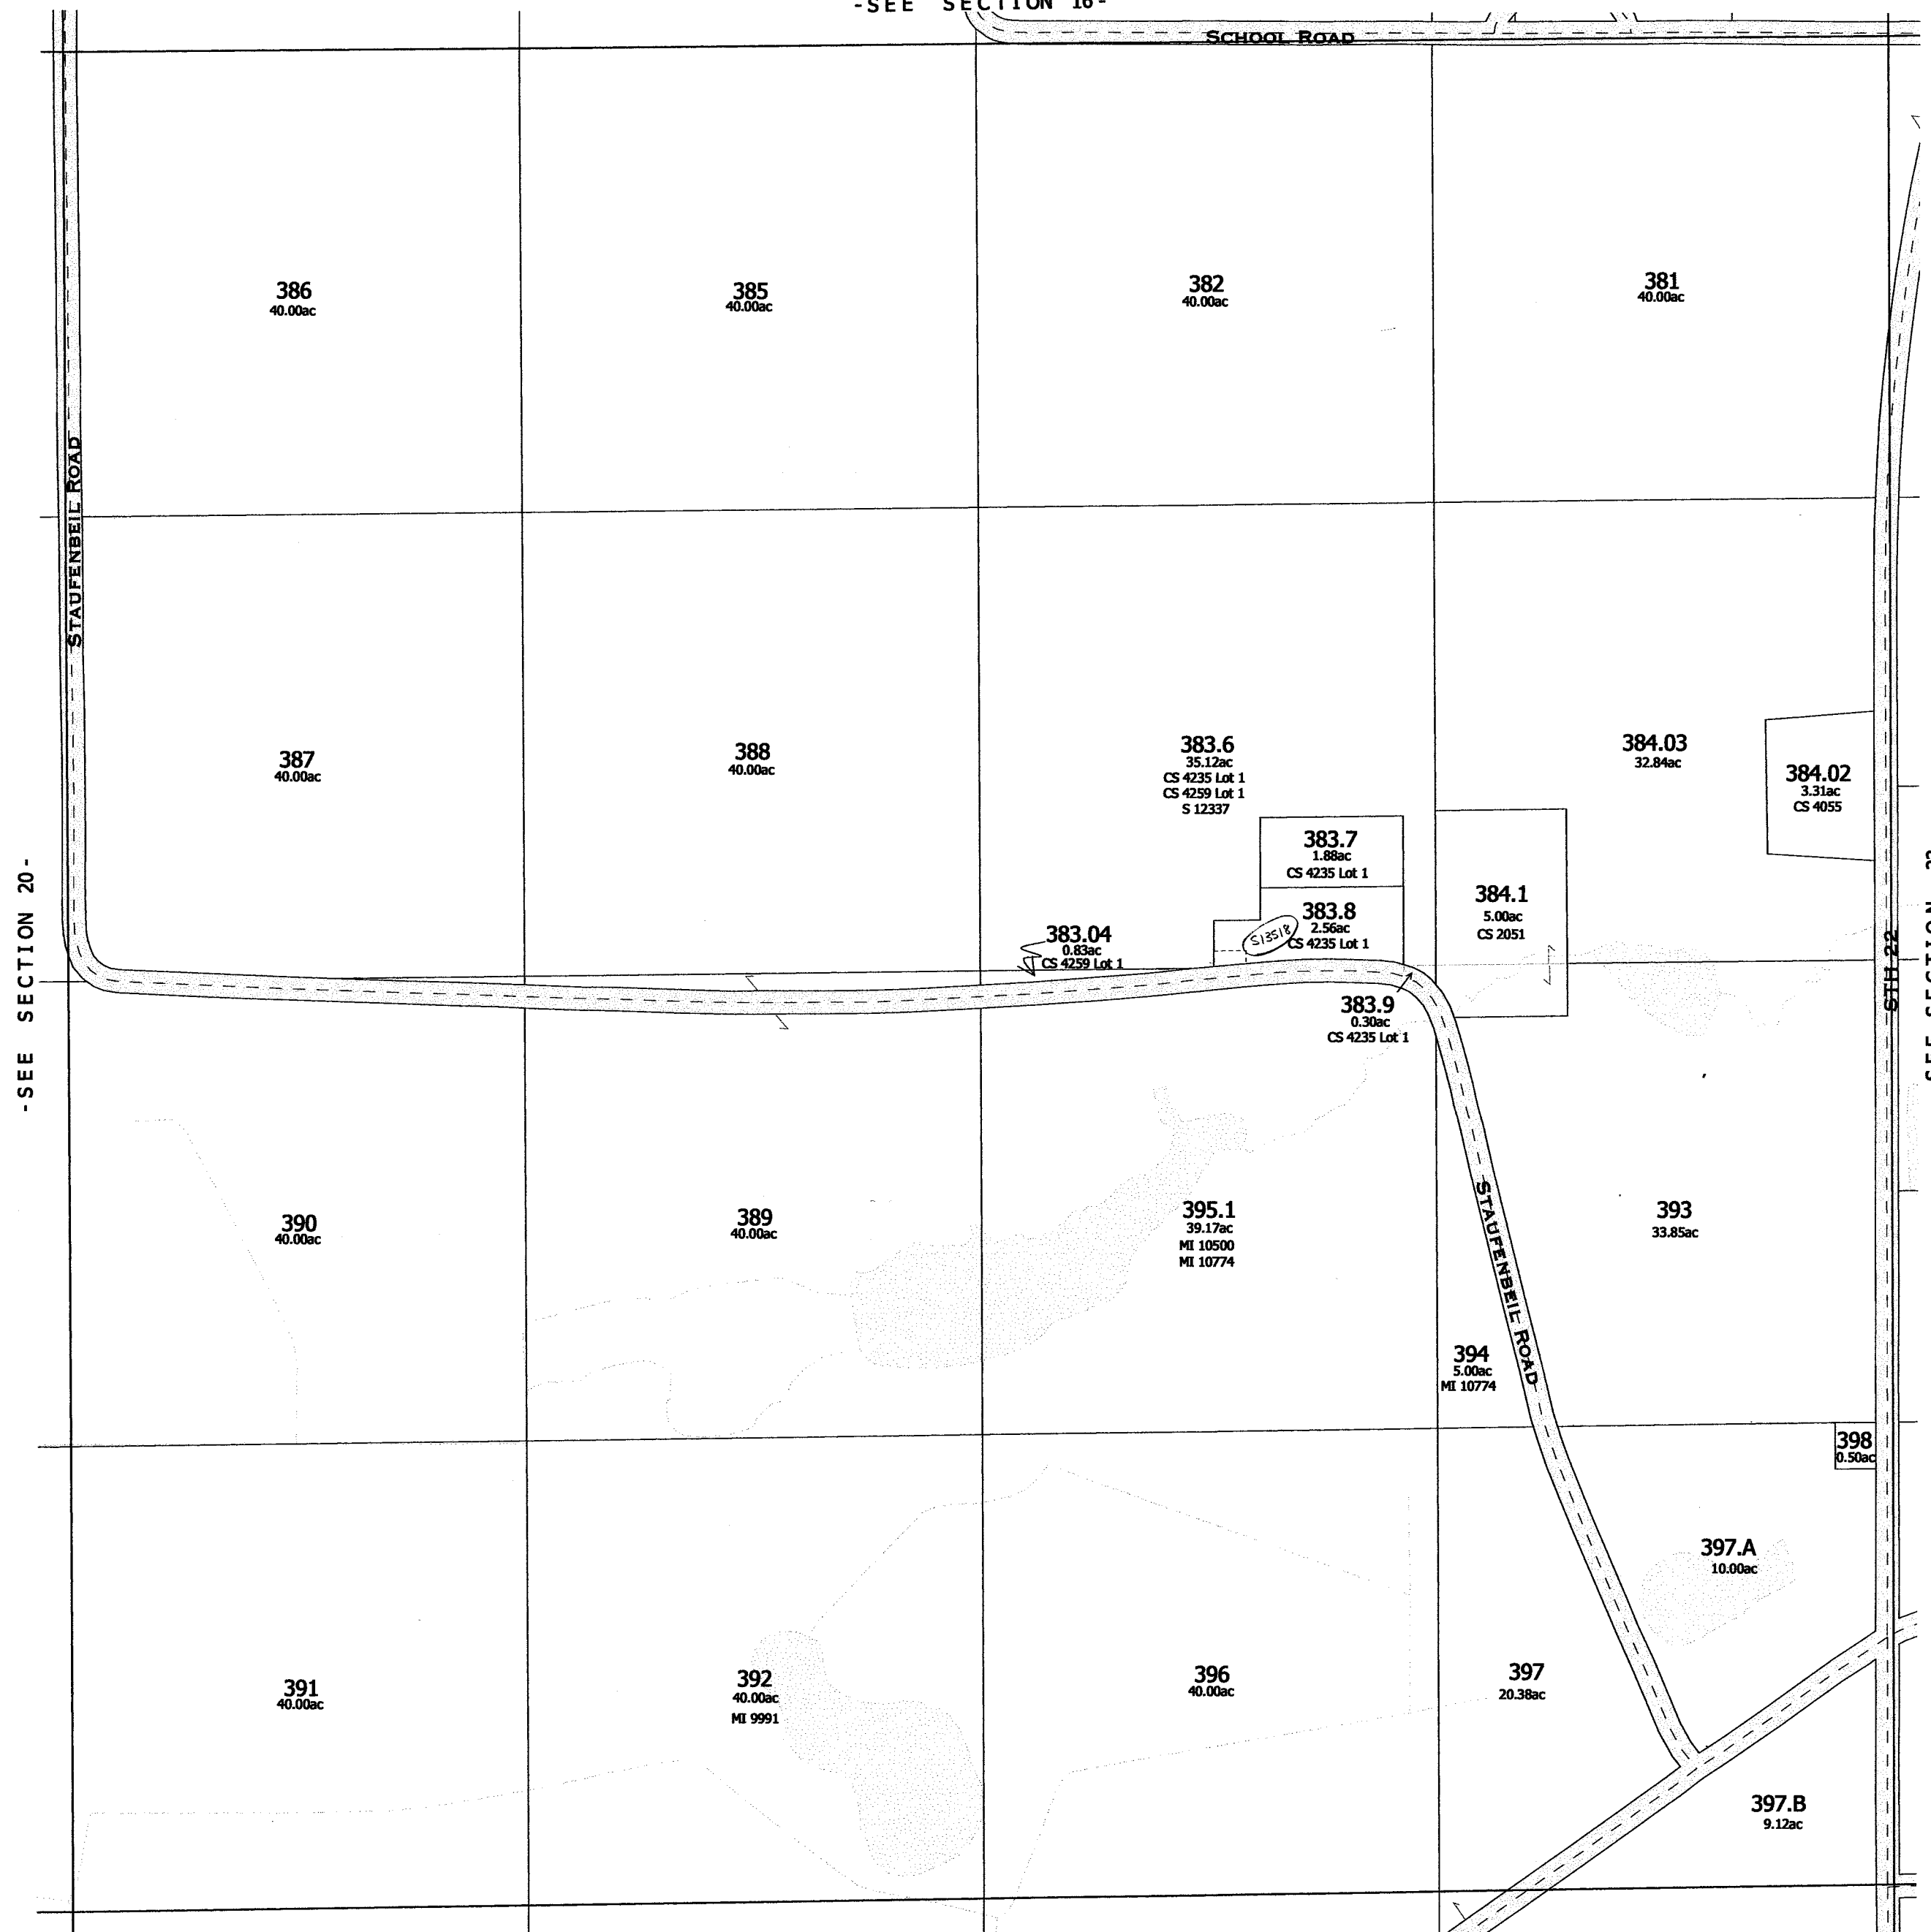 -SEE SECTION 16-
SCHOOL ROAD
386
40.00ac
385
40.00ac
382
40.00ac
381
40.00ac
STAUFENBEIL ROAD
387
40.00ac
388
40.00ac
383.6
35.12ac
CS 4235 Lot 1
CS 4259 Lot 1
S 12337
384.03
32.84ac
384.02
3.31ac
CS 4055
383.7
1.88ac
CS 4235 Lot 1
384.1
5.00ac
CS 2051
383.8
2.56ac
CS 4235 Lot 1
S13518
383.04
0.83ac
CS 4259 Lot 1
-SEE SECTION 20-
STH 22
SEE SECTION
383.9
0.30ac
CS 4235 Lot 1
390
40.00ac
389
40.00ac
395.1
39.17ac
MI 10500
MI 10774
STAUFENBEIL ROAD
393
33.85ac
394
5.00ac
MI 10774
398
0.50ac
397.A
10.00ac
391
40.00ac
392
40.00ac
MI 9991
396
40.00ac
397
20.38ac
397.B
9.12ac